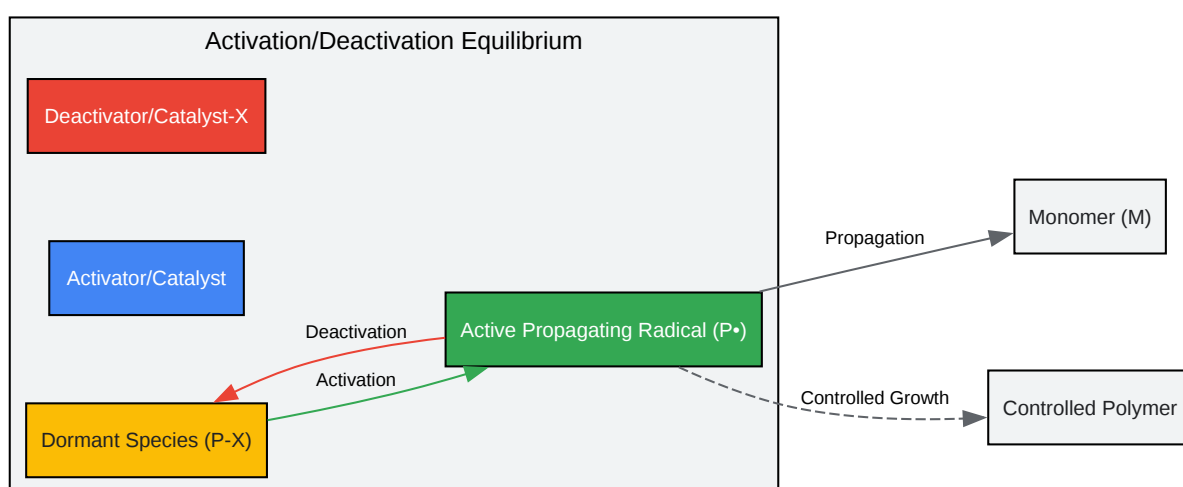 Activation/Deactivation Equilibrium
Deactivator/Catalyst-X
Monomer (M)
Propagation
Activator/Catalyst
Active Propagating Radical (P•)
Deactivation
Activation
Controlled Growth
Controlled Polymer
Dormant Species (P-X)